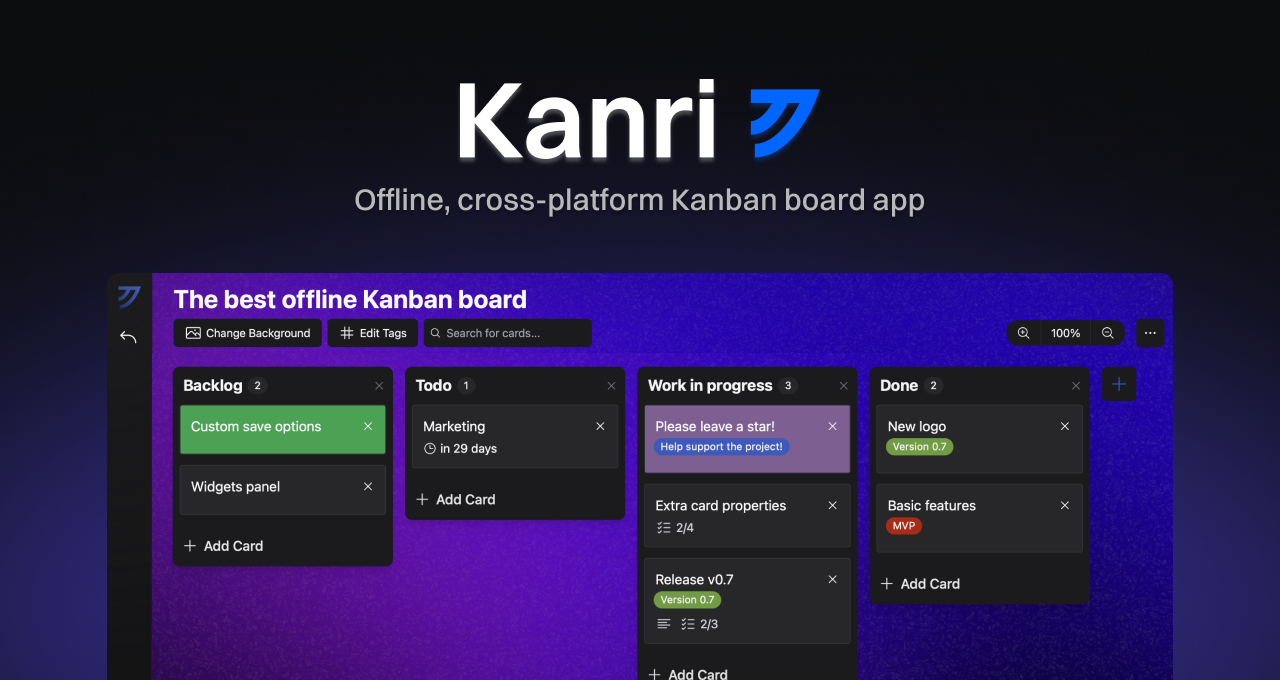 Kanri
Offline, cross-platform Kanban board app
The best offline Kanban board
Change Background
Edit Tags
Search for cards...
100%
Backlog 2
Custom save options
Widgets panel
Add Card
Todo 1
Marketing
in 29 days
Add Card
Work in progress 3
Please leave a star!
Help support the project!
Extra card properties
2/4
Release v0.7
Version 0.7
2/3
Add Card
Done 2
New logo
Version 0.7
Basic features
MVP
Add Card